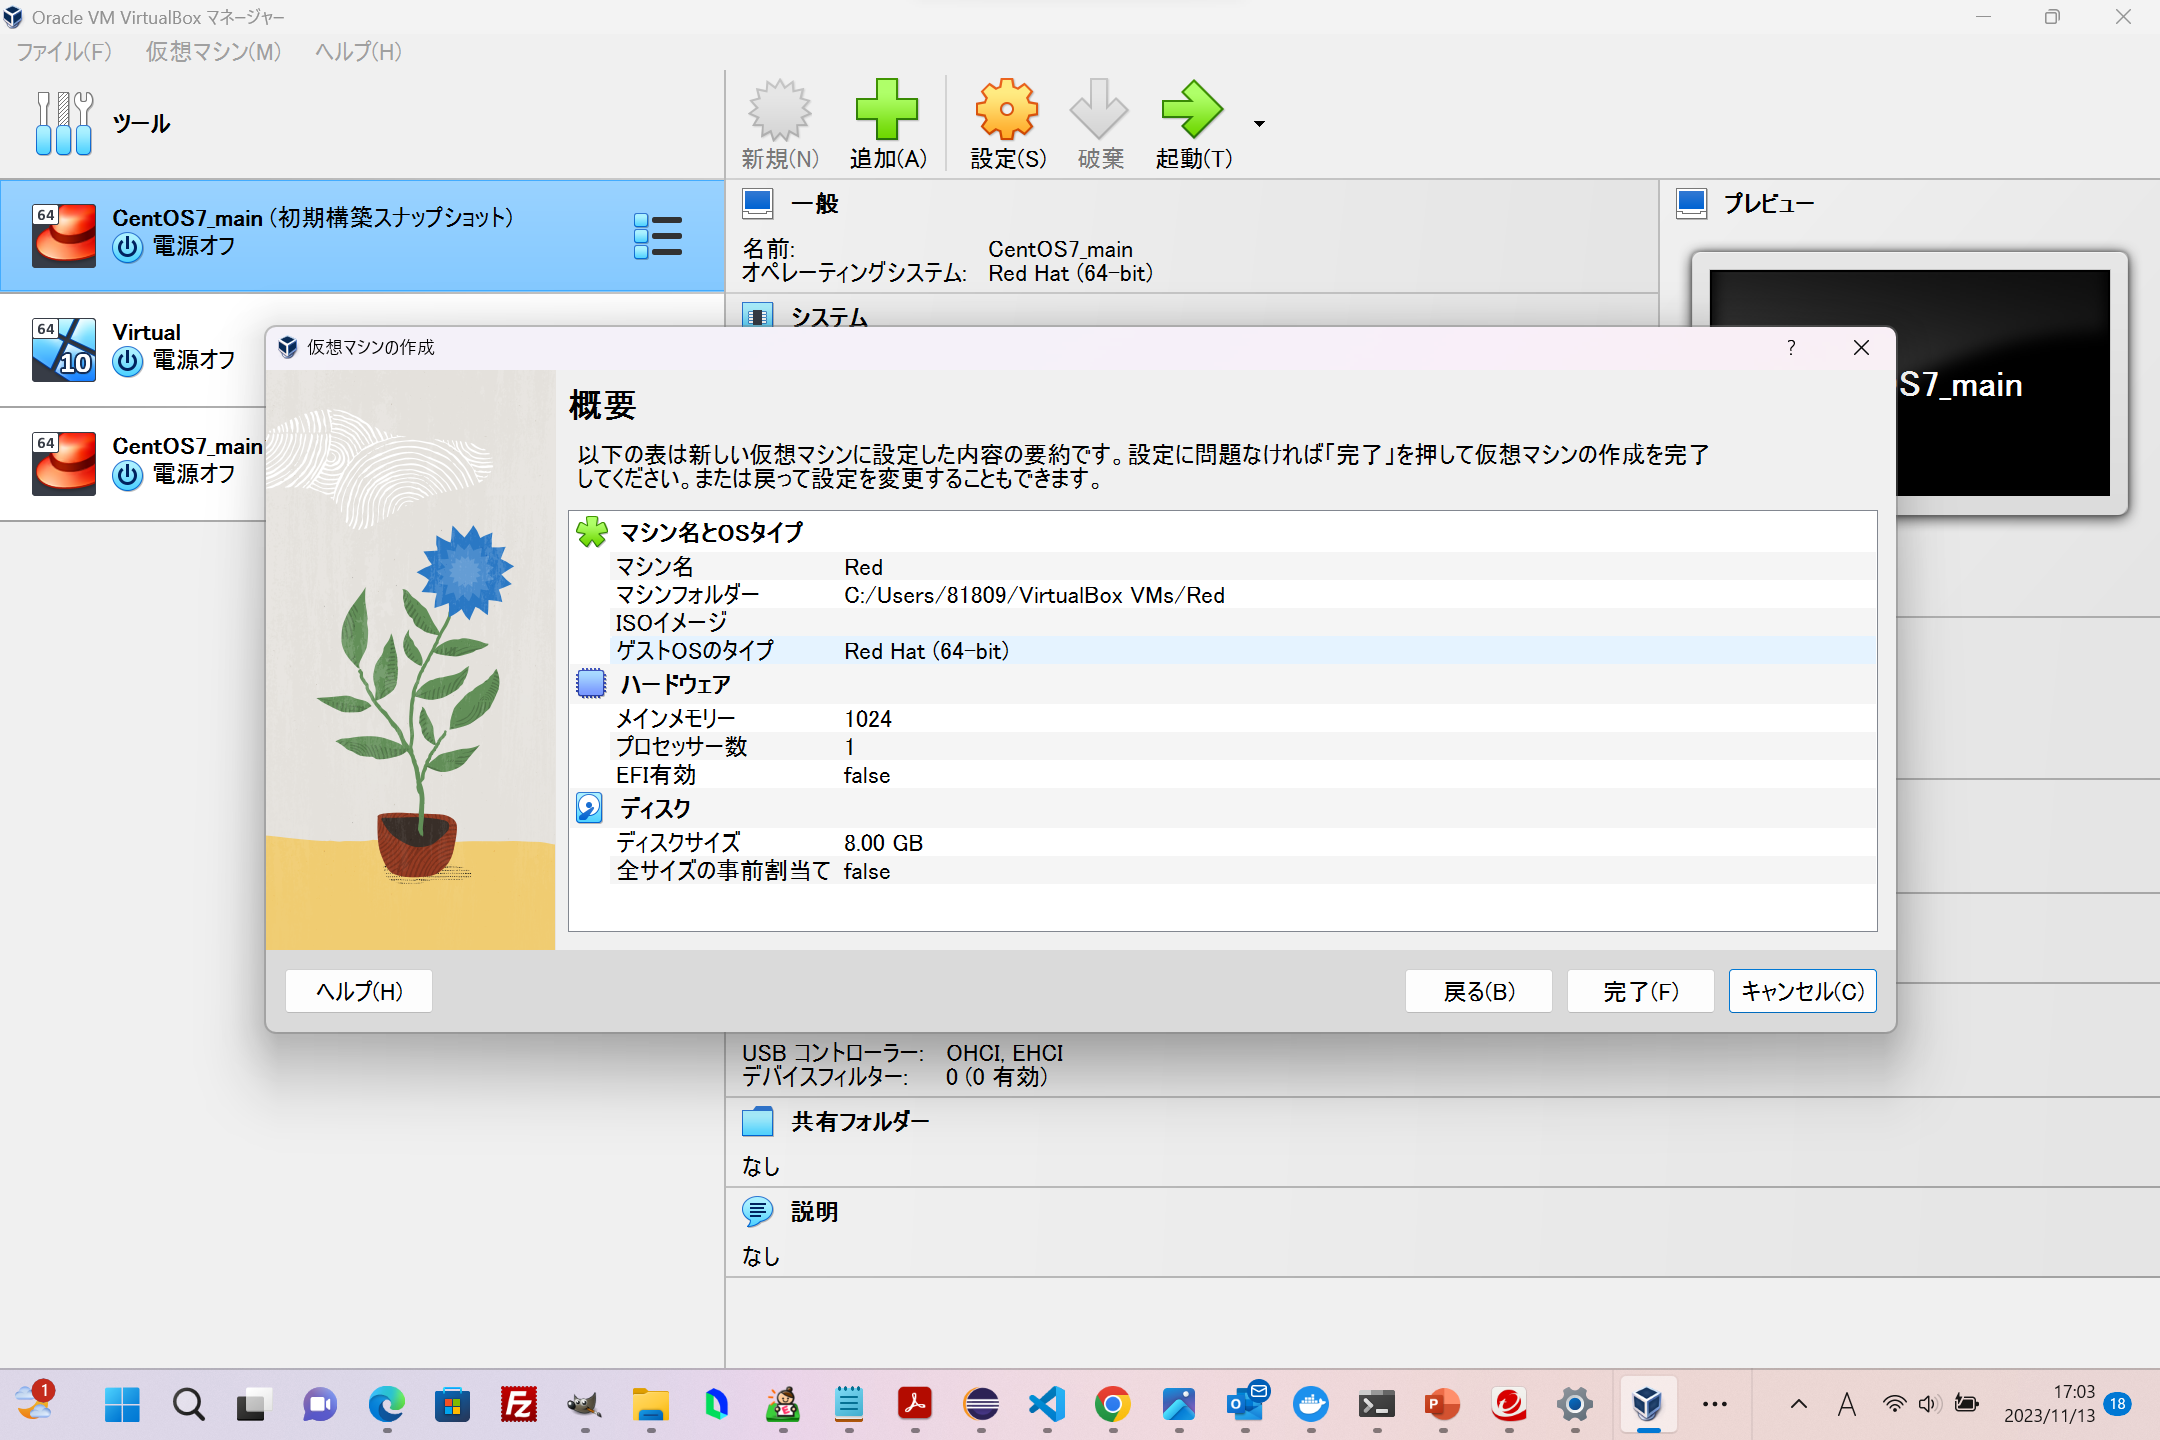 Oracle VM VirtualBox マネージャー
ファイル(F) 仮想マシン(M) ヘルプ(H)
ツール
新規(N) 追加(A) 設定(S) 破棄 起動(T)
64
CentOS7_main (初期構築スナップショット)
電源オフ
64
10
Virtual
電源オフ
64
CentOS7_main
電源オフ
一般
名前: CentOS7_main
オペレーティングシステム: Red Hat (64-bit)
システム
プレビュー
S7_main
仮想マシンの作成
?
概要
以下の表は新しい仮想マシンに設定した内容の要約です。設定に問題なければ「完了」を押して仮想マシンの作成を完了
してください。または戻って設定を変更することもできます。
マシン名とOSタイプ
マシン名 Red
マシンフォルダー C:/Users/81809/VirtualBox VMs/Red
ISOイメージ
ゲストOSのタイプ Red Hat (64-bit)
ハードウェア
メインメモリー 1024
プロセッサー数 1
EFI有効 false
ディスク
ディスクサイズ 8.00 GB
全サイズの事前割当て false
ヘルプ(H) 戻る(B) 完了(F) キャンセル(C)
USB コントローラー: OHCI, EHCI
デバイスフィルター: 0 (0 有効)
共有フォルダー
なし
説明
なし
1
A
17:03
2023/11/13
18